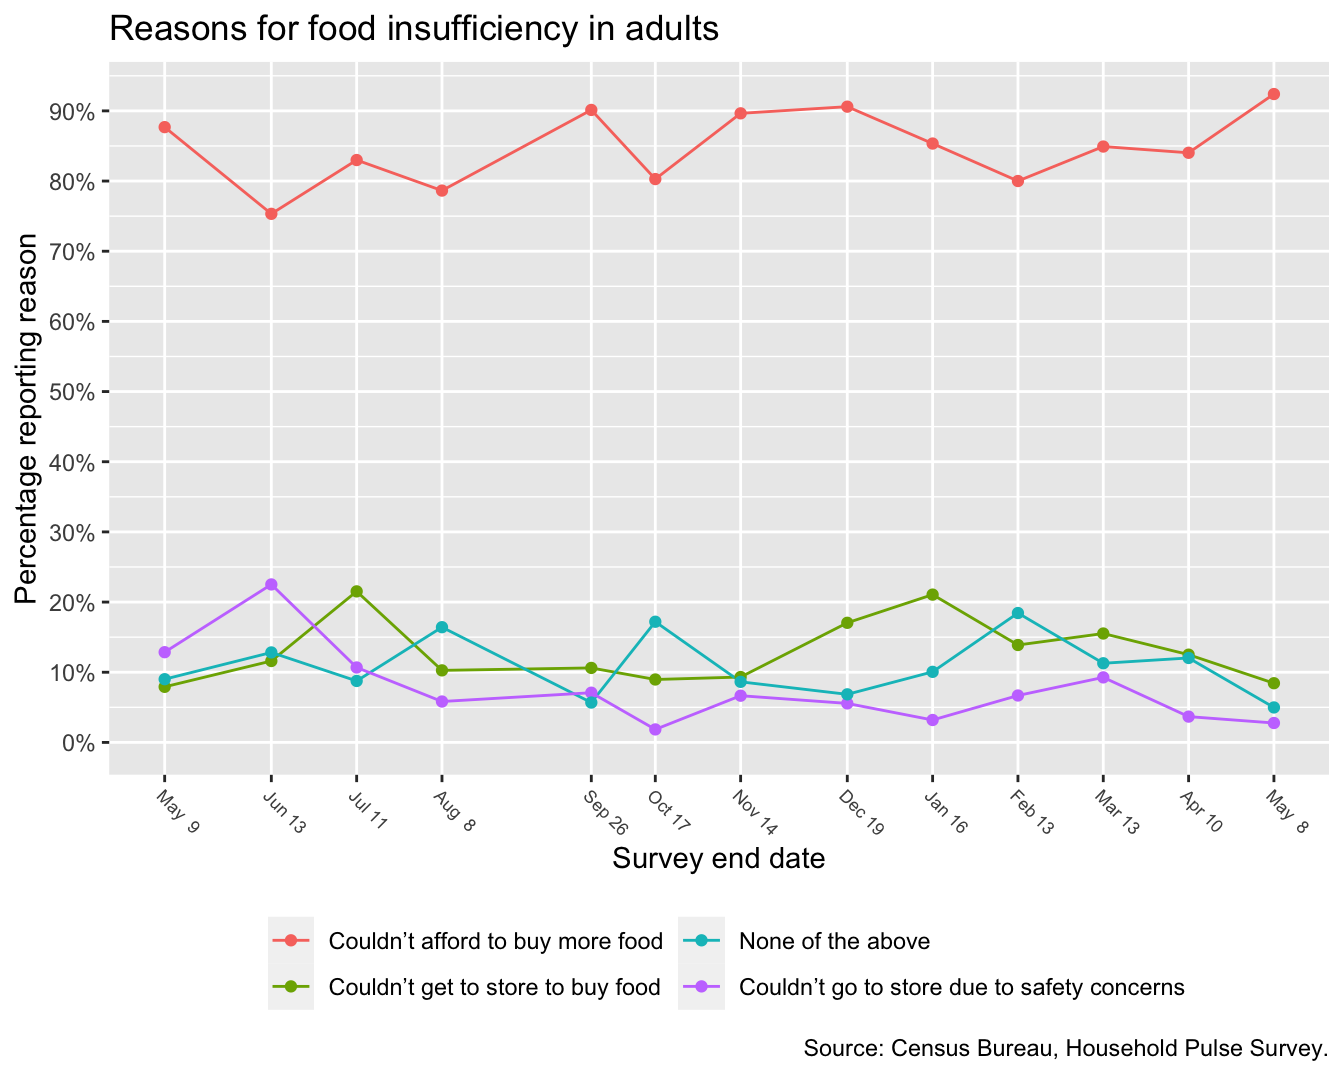 Reasons for food insufficiency in adults
Percentage reporting reason
90%
80%
70%
60%
50%
40%
30%
20%
10%
0%
May 9
Jun 13
Jul 11
Aug 8
Sep 26
Oct 17
Nov 14
Dec 19
Jan 16
Feb 13
Mar 13
Apr 10
May 8
Survey end date
Couldn’t afford to buy more food
None of the above
Couldn’t get to store to buy food
Couldn’t go to store due to safety concerns
Source: Census Bureau, Household Pulse Survey.